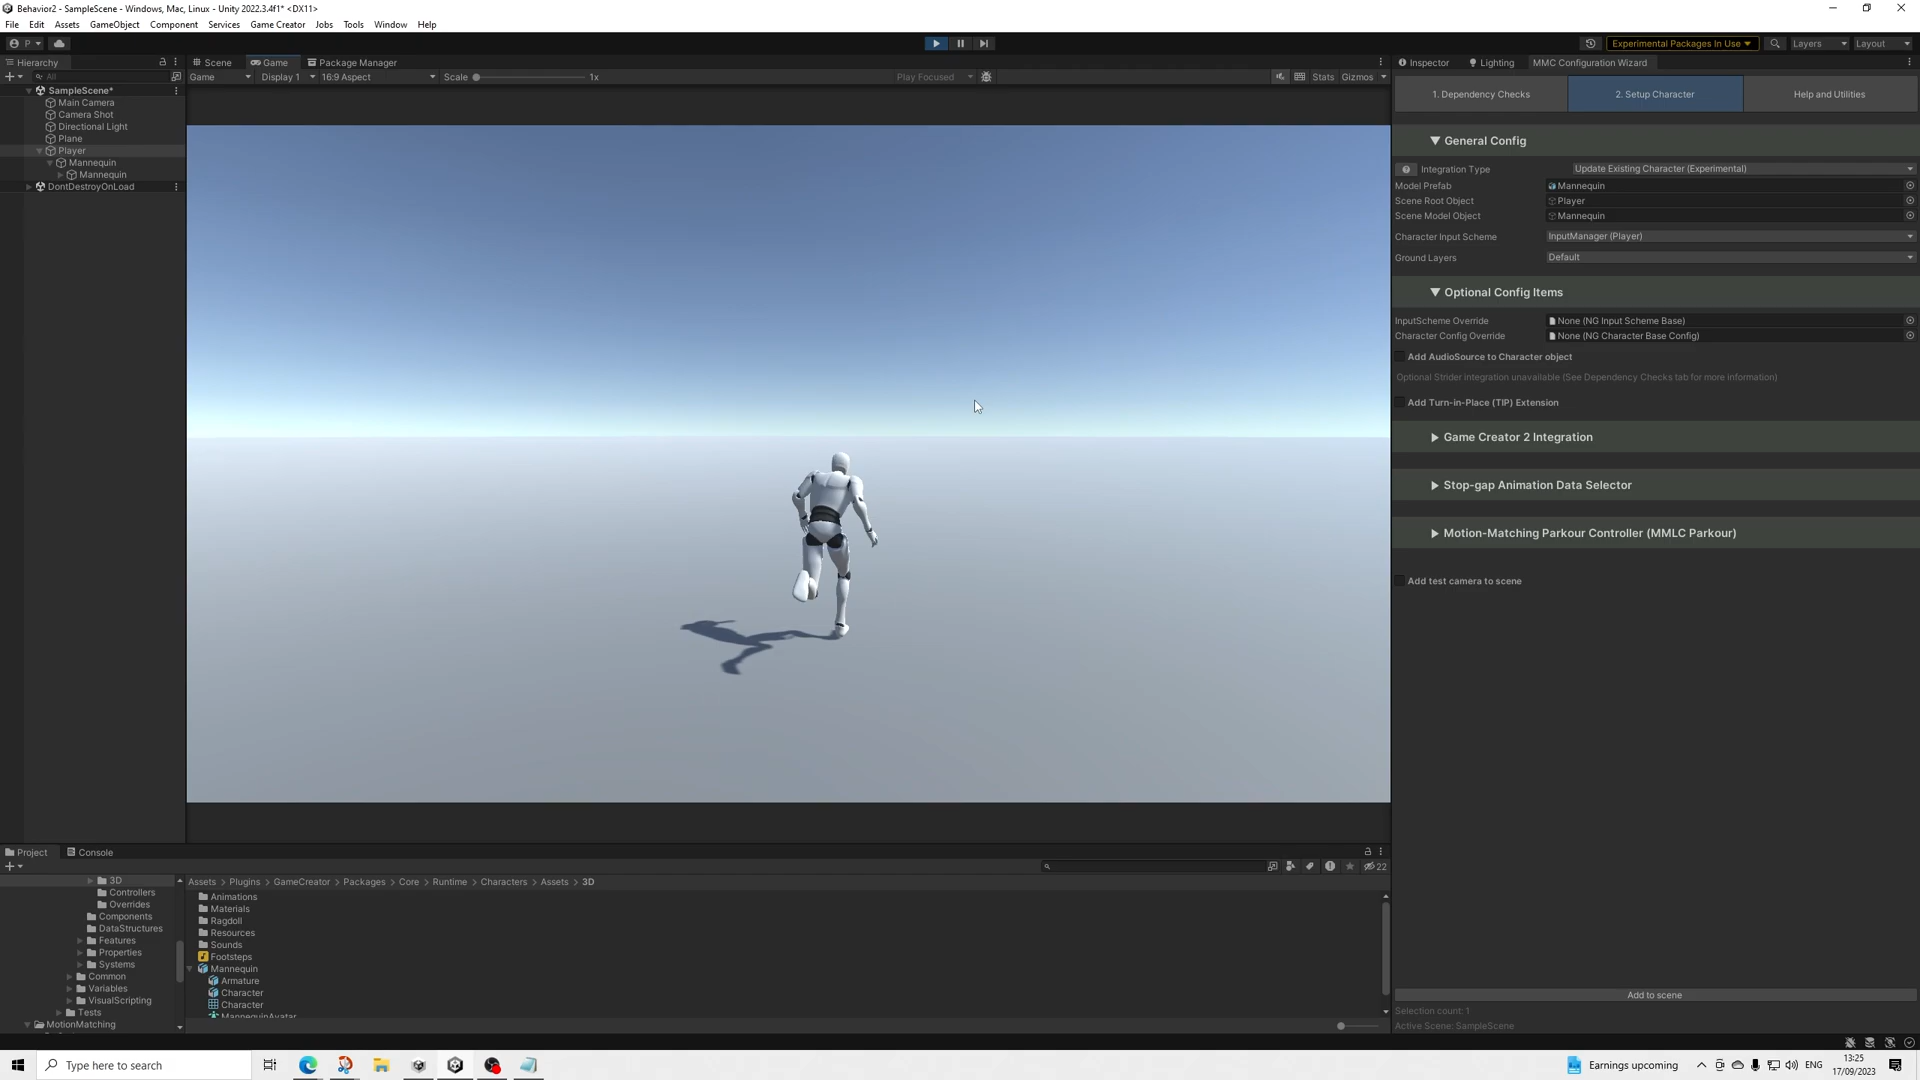 Behavior2 - SampleScene - Windows, Mac, Linux - Unity 2022.3.4f1* <DX11>
File Edit Assets GameObject Component Services Game Creator Jobs Tools Window Help
P
Experimental Packages In Use
Layers
Layout
Hierarchy
All
SampleScene*
Main Camera
Camera Shot
Directional Light
Plane
Player
Mannequin
Mannequin
DontDestroyOnLoad
Scene Game Package Manager
Game Display 1 16:9 Aspect Scale 1x Play Focused Stats Gizmos
Inspector Lighting MMC Configuration Wizard
1. Dependency Checks 2. Setup Character Help and Utilities
General Config
Integration Type Update Existing Character (Experimental)
Model Prefab Mannequin
Scene Root Object Player
Scene Model Object Mannequin
Character Input Scheme InputManager (Player)
Ground Layers Default
Optional Config Items
InputScheme Override None (NG Input Scheme Base)
Character Config Override None (NG Character Base Config)
Add AudioSource to Character object
Optional Strider integration unavailable (See Dependency Checks tab for more information)
Add Turn-in-Place (TIP) Extension
Game Creator 2 Integration
Stop-gap Animation Data Selector
Motion-Matching Parkour Controller (MMLC Parkour)
Add test camera to scene
Add to scene
Selection count: 1
Active Scene: SampleScene
Project Console
22
3D
Controllers
Overrides
Components
DataStructures
Features
Properties
Systems
Common
Variables
VisualScripting
Tests
MotionMatching
Assets > Plugins > GameCreator > Packages > Core > Runtime > Characters > Assets > 3D
Animations
Materials
Ragdoll
Resources
Sounds
Footsteps
Mannequin
Armature
Character
Character
MannequinAvatar
Type here to search
Earnings upcoming
ENG
13:25
17/09/2023